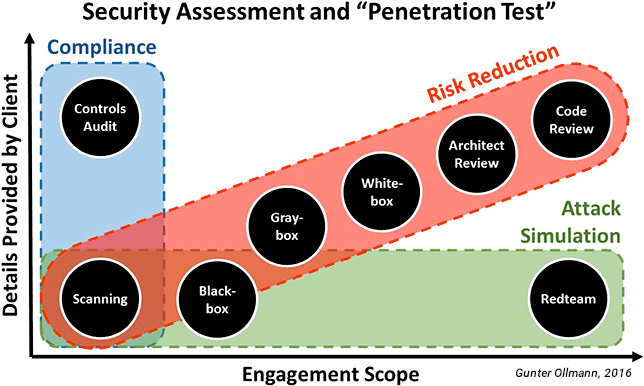 Security Assessment and “Penetration Test”
Compliance
Risk Reduction
Controls
Audit
Code
Review
Architect
Review
White-
box
Gray-
box
Attack
Simulation
Scanning
Black-
box
Redteam
Details Provided by Client
Engagement Scope
Gunter Ollmann, 2016